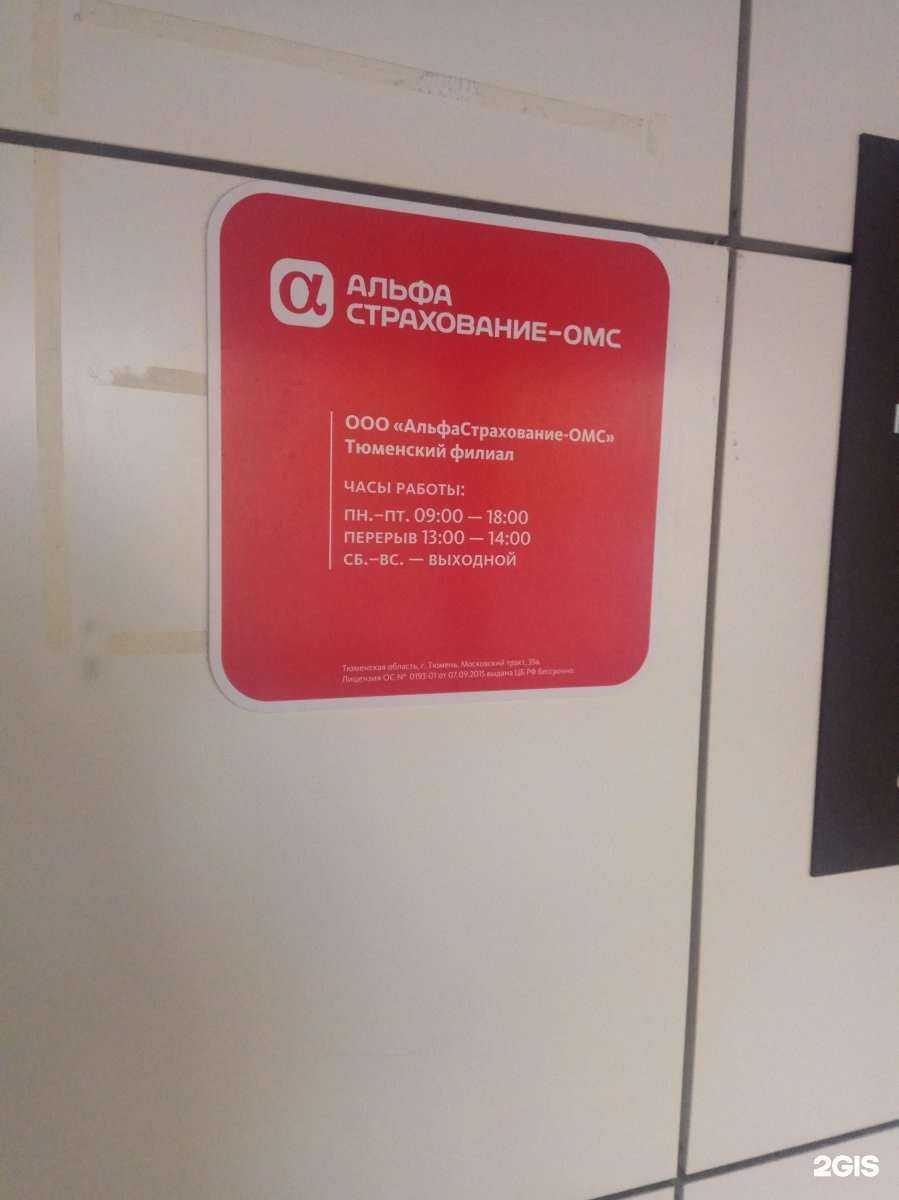 α АЛЬФА
СТРАХОВАНИЕ-ОМС
ООО «АльфаСтрахование-ОМС»
Тюменский филиал
ЧАСЫ РАБОТЫ:
ПН.–ПТ. 09:00 — 18:00
ПЕРЕРЫВ 13:00 — 14:00
СБ.–ВС. — ВЫХОДНОЙ
Тюменская область, г. Тюмень, Московский тракт,
Лицензия ОС № 0193-01 от 07.09.2015 выдана ЦБ РФ бессрочно.
2GIS